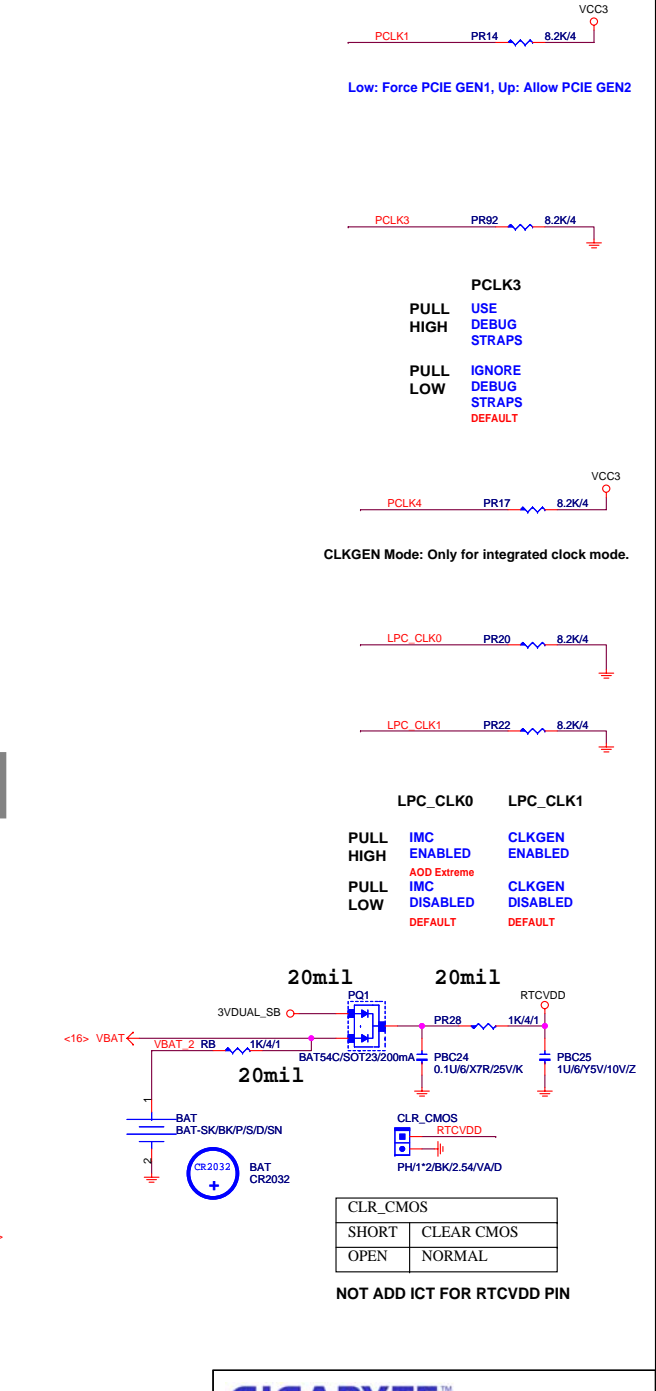 VCC3
PCLK1 PR14 8.2K/4
Low: Force PCIE GEN1, Up: Allow PCIE GEN2
PCLK3 PR92 8.2K/4
PCLK3
PULL HIGH USE DEBUG STRAPS
PULL LOW IGNORE DEBUG STRAPS
DEFAULT
VCC3
PCLK4 PR17 8.2K/4
CLKGEN Mode: Only for integrated clock mode.
LPC_CLK0 PR20 8.2K/4
LPC_CLK1 PR22 8.2K/4
LPC_CLK0 LPC_CLK1
PULL IMC CLKGEN
HIGH ENABLED ENABLED
AOD Extreme
PULL IMC CLKGEN
LOW DISABLED DISABLED
DEFAULT DEFAULT
20mil 20mil
PQ1 RTCVDD
3VDUAL_SB PR28 1K/4/1
<16> VBAT
VBAT_2 RB 1K/4/1
BAT54C/SOT23/200mA
PBC24
0.1U/6/X7R/25V/K
PBC25
1U/6/Y5V/10V/Z
20mil
1
BAT
BAT-SK/BK/P/S/D/SN
2
CR2032
+
BAT
CR2032
CLR_CMOS
RTCVDD
PH/1*2/BK/2.54/VA/D
CLR_CMOS
SHORT CLEAR CMOS
OPEN NORMAL
NOT ADD ICT FOR RTCVDD PIN
GIGABYTE™